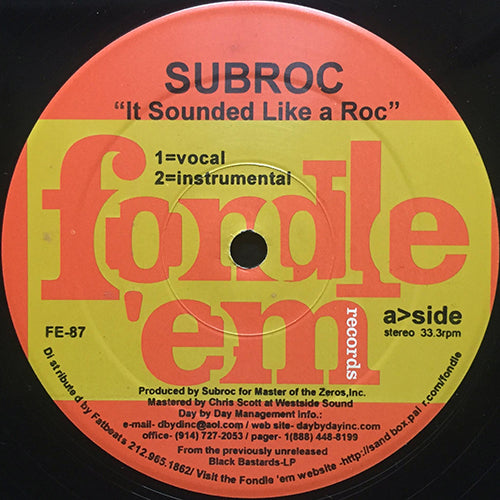 SUBROC
“It Sounded Like a Roc”
1=vocal
2=instrumental
fondle
'em
records
FE-87
a>side
stereo 33.3rpm
Produced by Subroc for Master of the Zeros,Inc.
Mastered by Chris Scott at Westside Sound
Day by Day Management info.:
e-mail- dbydinc@aol.com / web site- daybydayinc.com
office- (914) 727-2053 / pager- 1(888) 448-8199
From the previously unreleased
Black Bastards-LP
Distributed by Fatbeats 212.965.1862/ Visit the Fondle 'em website -http://sandbox.pair.com/fondle